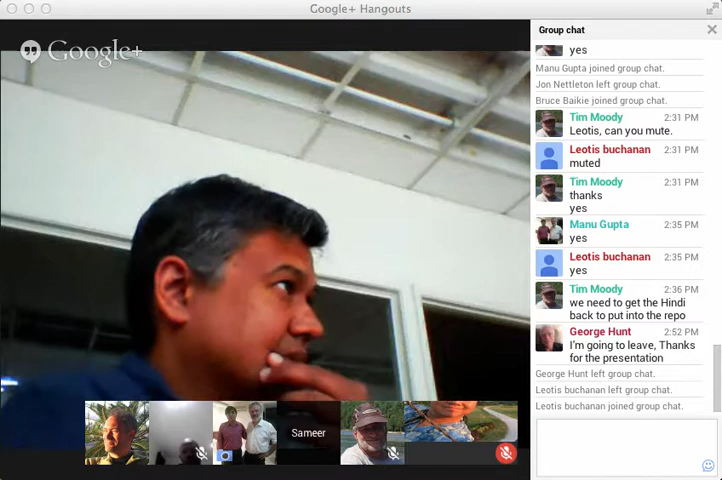 Google+ Hangouts
Google+
Sameer
Group chat
yes
Manu Gupta joined group chat.
Jon Nettleton left group chat.
Bruce Baikie joined group chat.
Tim Moody 2:31 PM
Leotis, can you mute.
Leotis buchanan 2:31 PM
muted
Tim Moody 2:31 PM
thanks
yes
Manu Gupta 2:35 PM
yes
Leotis buchanan 2:35 PM
yes
Tim Moody 2:36 PM
we need to get the Hindi
back to put into the repo
George Hunt 2:52 PM
I'm going to leave, Thanks
for the presentation
George Hunt left group chat.
Leotis buchanan left group chat.
Leotis buchanan joined group chat.